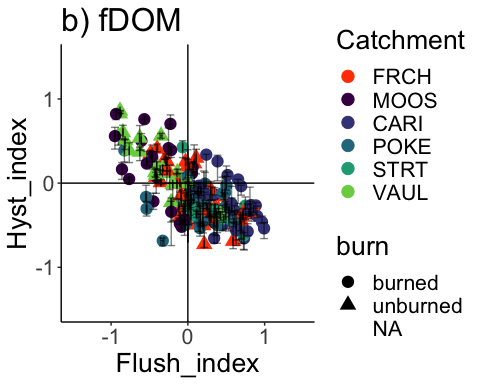 b) fDOM
Hyst_index
1
0
-1
-1
0
1
Flush_index
Catchment
FRCH
MOOS
CARI
POKE
STRT
VAUL
burn
burned
unburned
NA